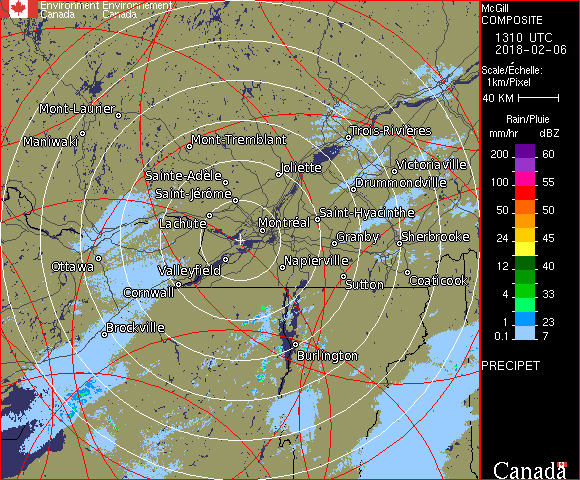 Environment Environnement
Canada Canada
McGill
COMPOSITE
1310 UTC
2018-02-06
Scale/Échelle:
1km/Pixel
40 KM
Rain/Pluie
mm/hr dBZ
200 60
100 55
50 50
24 45
12 40
4 33
1 23
0.1 7
PRECIPET
Canada
Mont-Laurier
Maniwaki
Mont-Tremblant
Trois-Rivières
Sainte-Adèle
Joliette
Victoriaville
Saint-Jérôme
Drummondville
Lachute
Montréal
Saint-Hyacinthe
Granby
Sherbrooke
Ottawa
Valleyfield
Napierville
Cornwall
Sutton
Coaticook
Brockville
Burlington